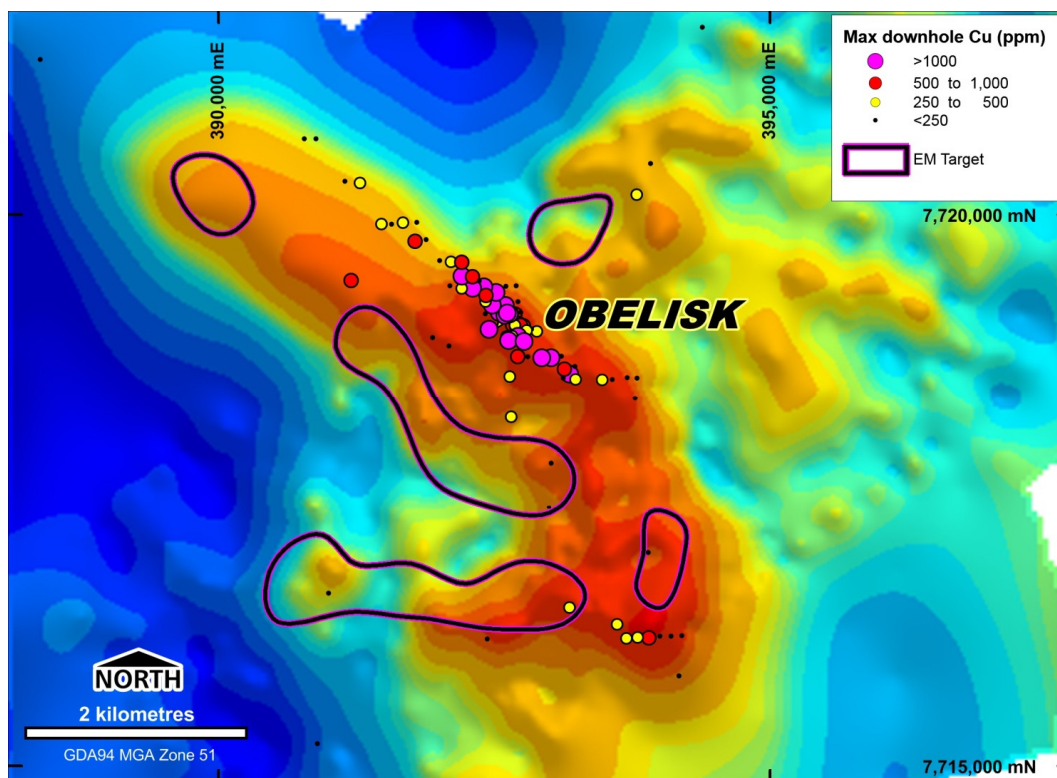 390,000 mE
395,000 mE
Max downhole Cu (ppm)
>1000
500 to 1,000
250 to 500
<250
EM Target
7,720,000 mN
OBELISK
NORTH
2 kilometres
GDA94 MGA Zone 51
7,715,000 mN